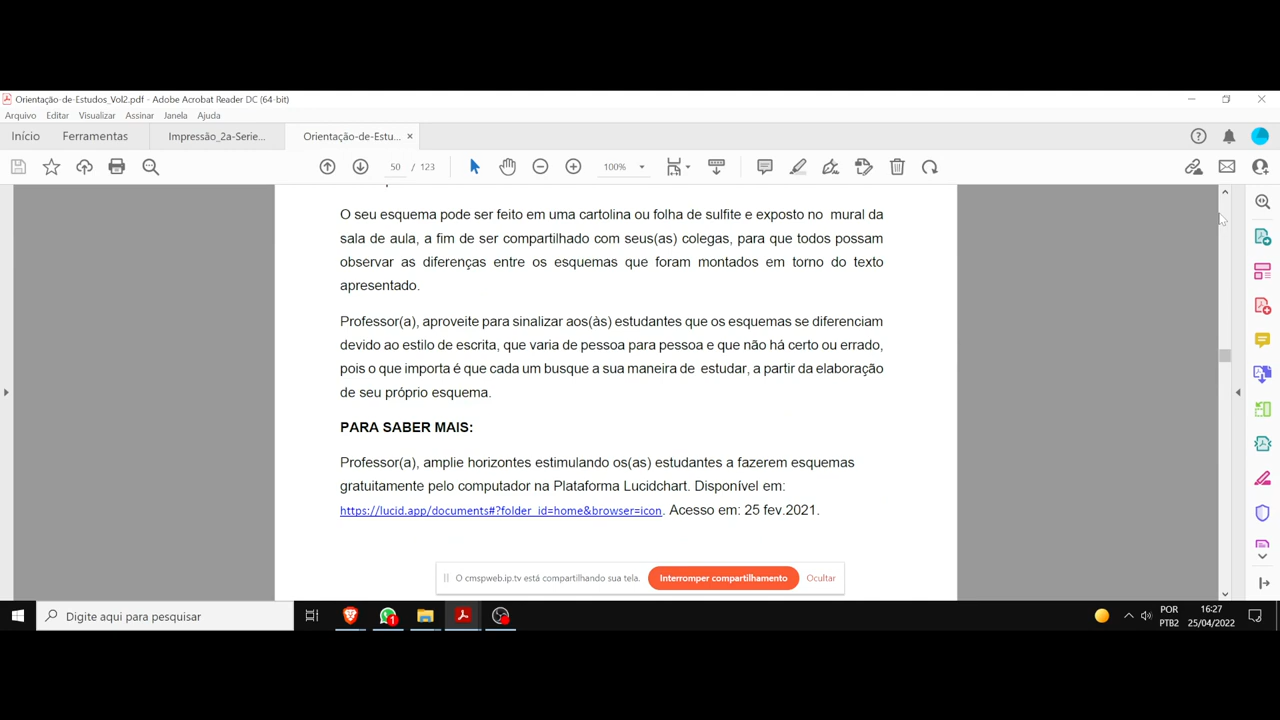 Orientação-de-Estudos_Vol2.pdf - Adobe Acrobat Reader DC (64-bit)
Arquivo Editar Visualizar Assinar Janela Ajuda
Início Ferramentas Impressão_2a-Serie... Orientação-de-Estu... ×
50 / 123 100%
O seu esquema pode ser feito em uma cartolina ou folha de sulfite e exposto no mural da
sala de aula, a fim de ser compartilhado com seus(as) colegas, para que todos possam
observar as diferenças entre os esquemas que foram montados em torno do texto
apresentado.
Professor(a), aproveite para sinalizar aos(às) estudantes que os esquemas se diferenciam
devido ao estilo de escrita, que varia de pessoa para pessoa e que não há certo ou errado,
pois o que importa é que cada um busque a sua maneira de estudar, a partir da elaboração
de seu próprio esquema.
PARA SABER MAIS:
Professor(a), amplie horizontes estimulando os(as) estudantes a fazerem esquemas
gratuitamente pelo computador na Plataforma Lucidchart. Disponível em:
https://lucid.app/documents#?folder_id=home&browser=icon. Acesso em: 25 fev.2021.
O cmspweb.ip.tv está compartilhando sua tela. Interromper compartilhamento Ocultar
Digite aqui para pesquisar
1
POR 16:27
PTB2 25/04/2022